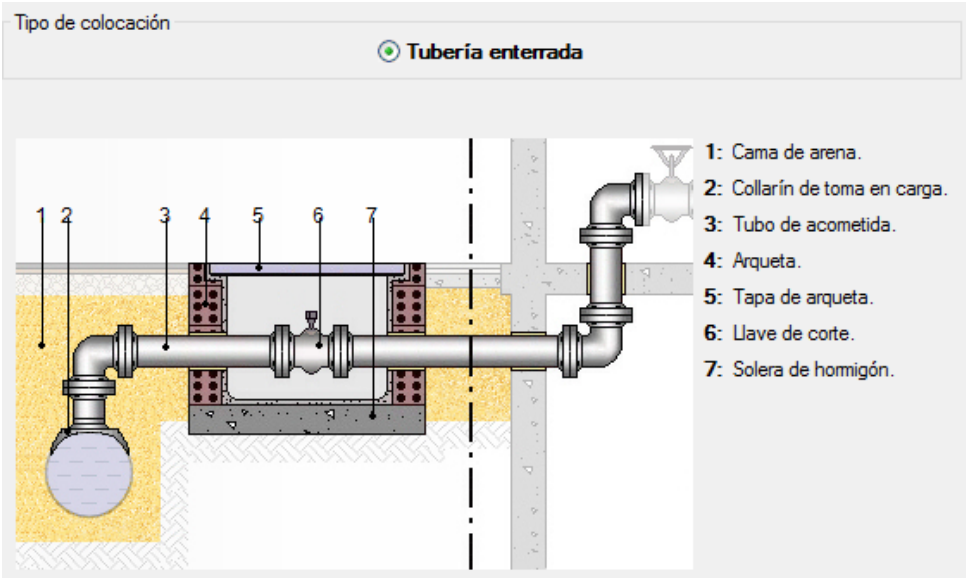 Tipo de colocación
Tubería enterrada
1 2 3 4 5 6 7
1: Cama de arena.
2: Collarín de toma en carga.
3: Tubo de acometida.
4: Arqueta.
5: Tapa de arqueta.
6: Llave de corte.
7: Solera de hormigón.